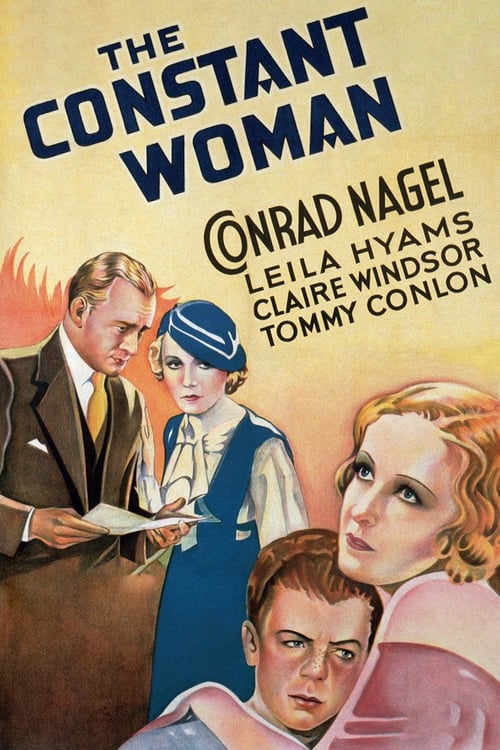 THE
CONSTANT
WOMAN
CONRAD NAGEL
LEILA HYAMS
CLAIRE WINDSOR
TOMMY CONLON